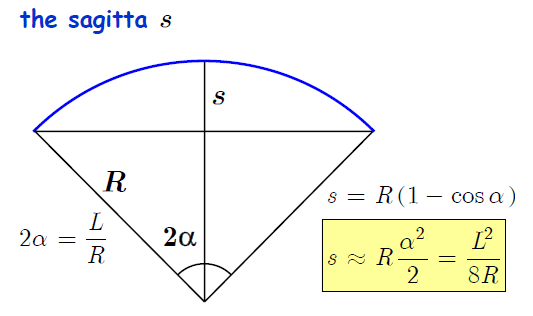 the sagitta s
s
R
2α
2α = L/R
s = R(1 − cos α)
s ≈ R α²/2 = L²/8R